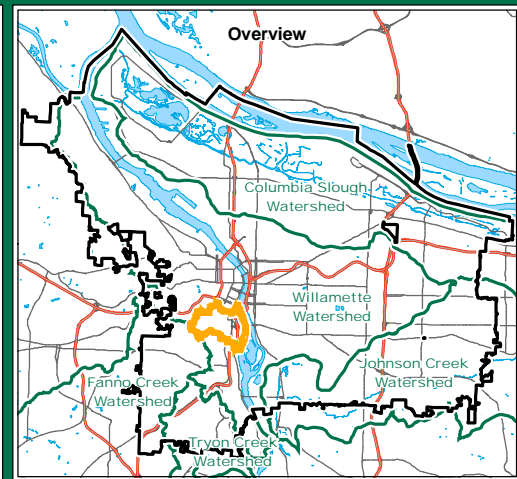 Overview
Columbia Slough
Watershed
Willamette
Watershed
Johnson Creek
Watershed
Fanno Creek
Watershed
Tryon Creek
Watershed